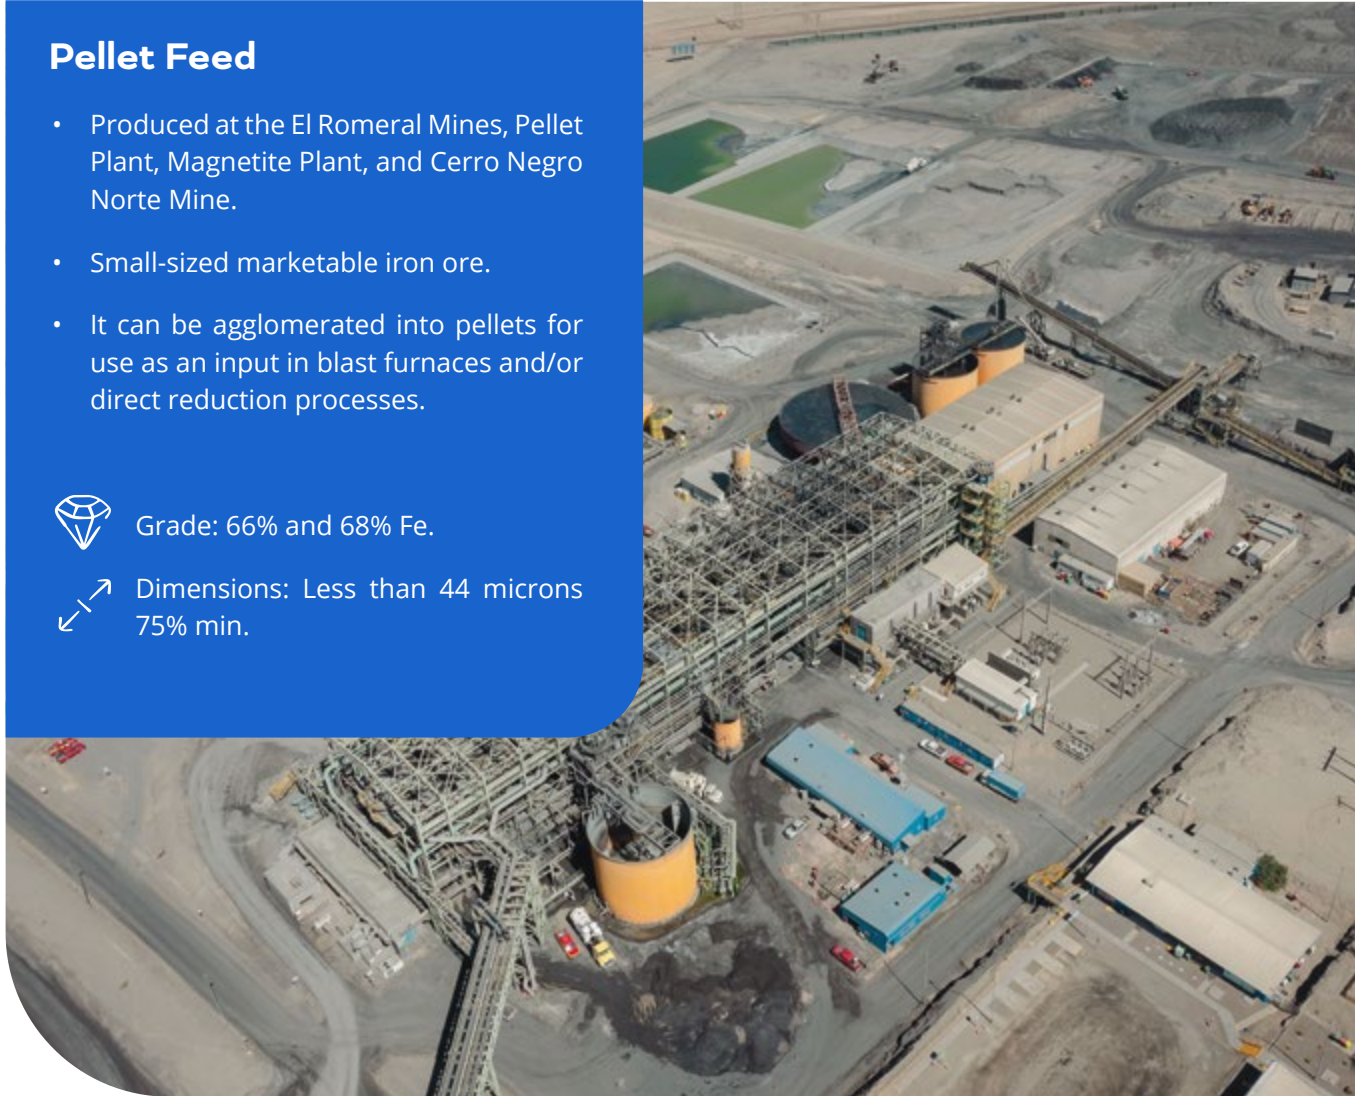 Pellet Feed
• Produced at the El Romeral Mines, Pellet
Plant, Magnetite Plant, and Cerro Negro
Norte Mine.
• Small-sized marketable iron ore.
• It can be agglomerated into pellets for
use as an input in blast furnaces and/or
direct reduction processes.
Grade: 66% and 68% Fe.
Dimensions: Less than 44 microns
75% min.